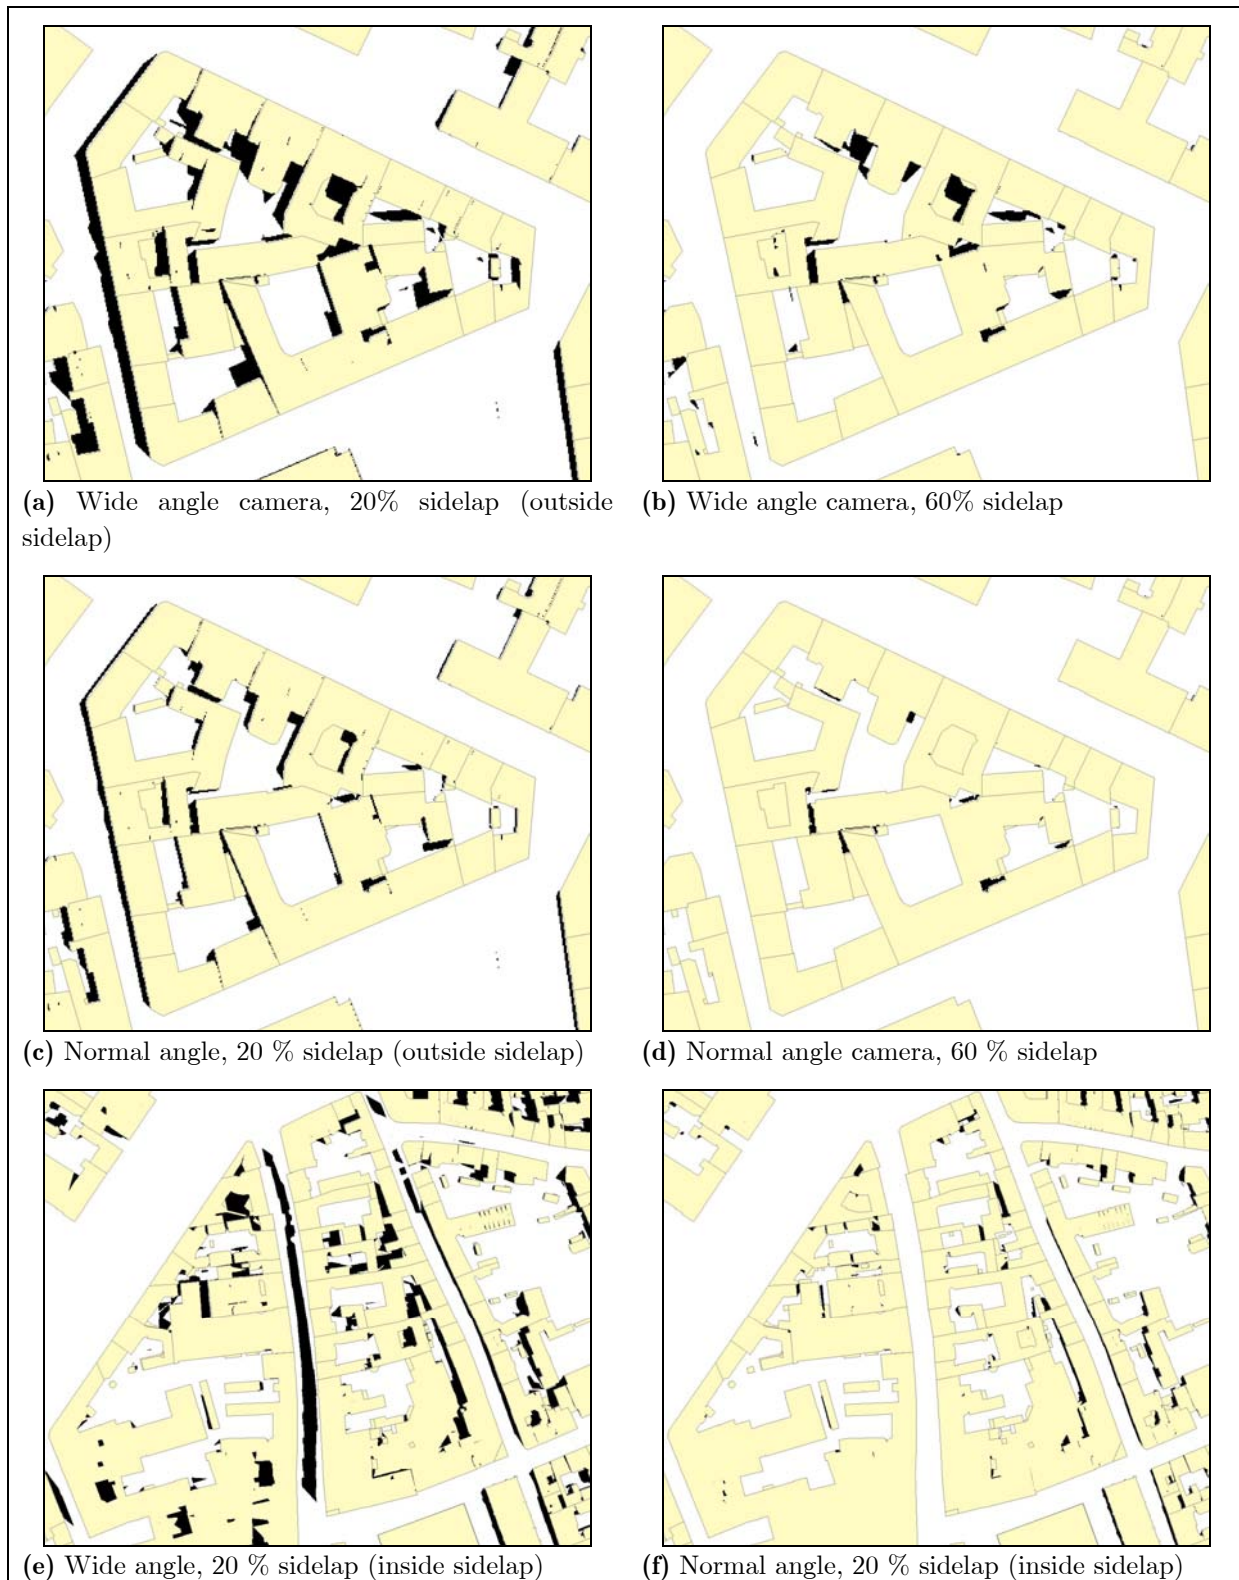 (a) Wide angle camera, 20% sidelap (outside
sidelap)
(b) Wide angle camera, 60% sidelap
(c) Normal angle, 20 % sidelap (outside sidelap)
(d) Normal angle camera, 60 % sidelap
(e) Wide angle, 20 % sidelap (inside sidelap)
(f) Normal angle, 20 % sidelap (inside sidelap)